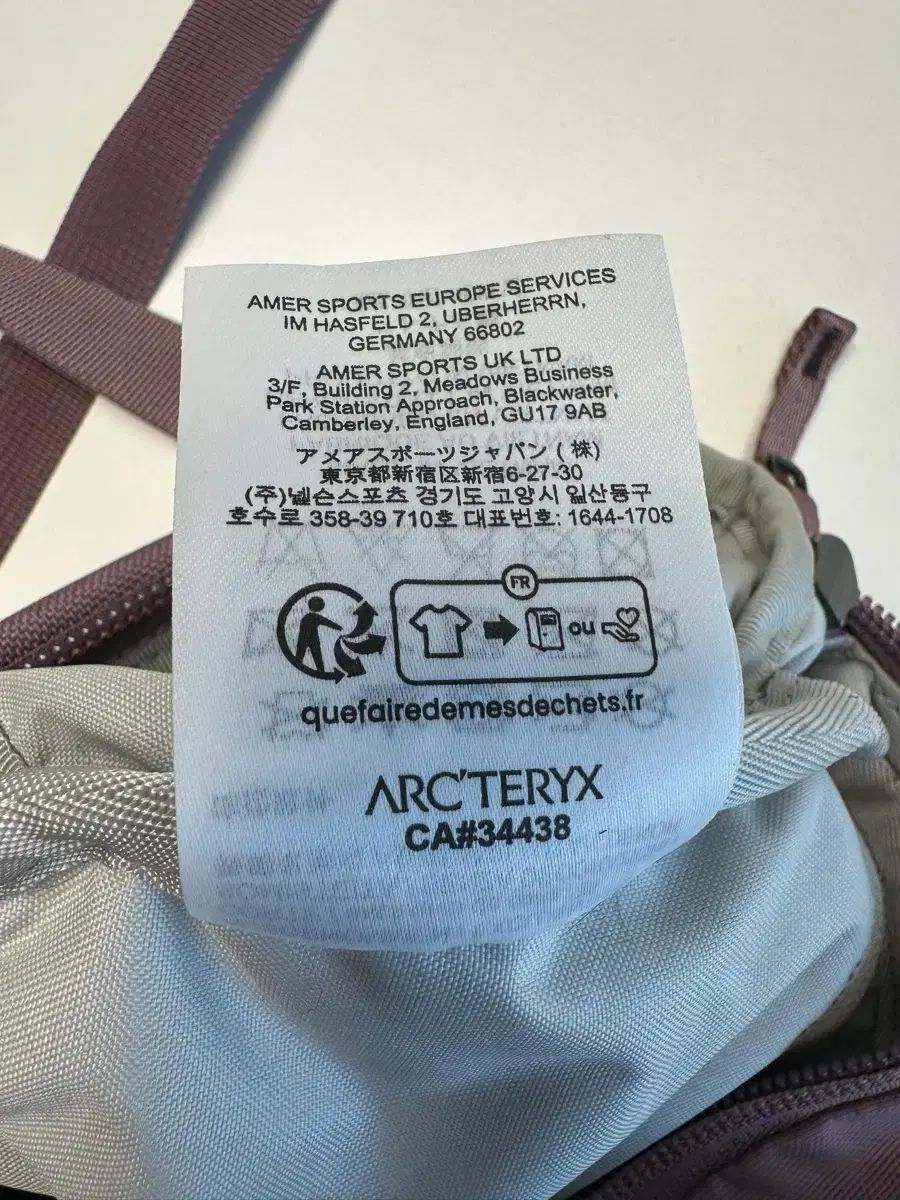 AMER SPORTS EUROPE SERVICES
IM HASFELD 2, UBERHERRN,
GERMANY 66802
AMER SPORTS UK LTD
3/F, Building 2, Meadows Business
Park Station Approach, Blackwater,
Camberley, England, GU17 9AB
アメアスポーツジャパン (株)
東京都新宿区新宿6-27-30
(주)넬슨스포츠 경기도 고양시 일산동구
호수로 358-39 710호 대표번호: 1644-1708
FR
ou
quefairedemesdechets.fr
ARC'TERYX
CA#34438